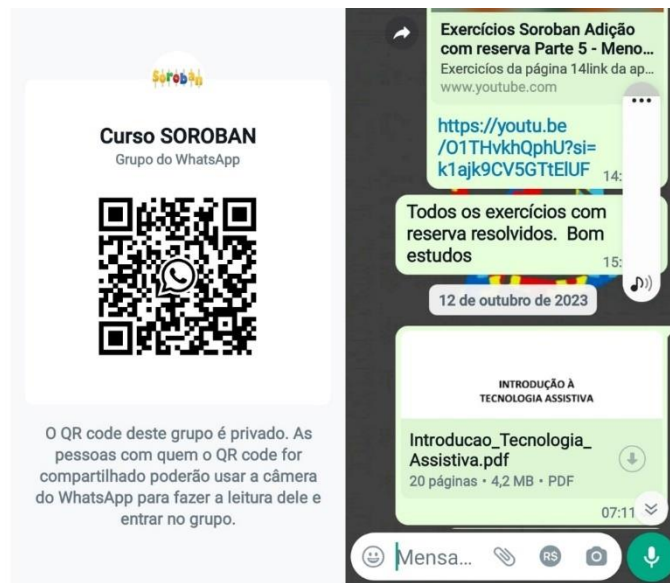 Soroban
Curso SOROBAN
Grupo do WhatsApp
O QR code deste grupo é privado. As
pessoas com quem o QR code for
compartilhado poderão usar a câmera
do WhatsApp para fazer a leitura dele e
entrar no grupo.
Exercícios Soroban Adição
com reserva Parte 5 - Meno...
Exercicíos da página 14link da ap...
www.youtube.com
https://youtu.be
/O1THvkhQphU?si=
k1ajk9CV5GTtElUF
14:
Todos os exercícios com
reserva resolvidos. Bom
estudos
15:
12 de outubro de 2023
INTRODUÇÃO À
TECNOLOGIA ASSISTIVA
Introducao_Tecnologia_
Assistiva.pdf
20 páginas • 4,2 MB • PDF
07:11
Mensa...
RS